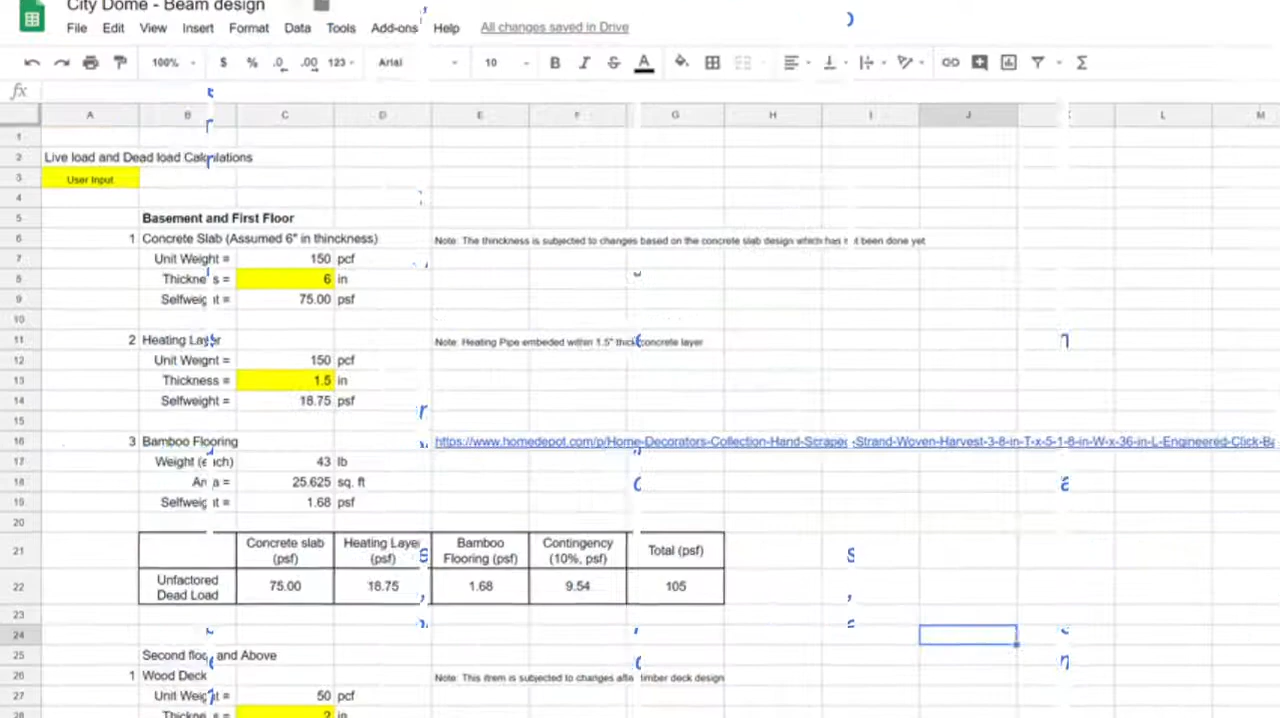 City Dome - Beam design
File Edit View Insert Format Data Tools Add-ons Help All changes saved in Drive
100% $ % .0 .00 123 Arial 10 B I S A
fx
A B C D E F G H I J L M
1
2 Live load and Dead load Calculations
3 User Input
4
5 Basement and First Floor
6 1 Concrete Slab (Assumed 6" in thinckness) Note: The thinckness is subjected to changes based on the concrete slab design which has been done yet
7 Unit Weight = 150 pcf
8 Thickness = 6 in
9 Selfweight = 75.00 psf
10
11 2 Heating Layer Note: Heating Pipe embeded within 1.5" thick concrete layer
12 Unit Weight = 150 pcf
13 Thickness = 1.5 in
14 Selfweight = 18.75 psf
15
16 3 Bamboo Flooring https://www.homedepot.com/p/Home-Decorators-Collection-Hand-Scraped-Strand-Woven-Harvest-3-8-in-T-x-5-1-8-in-W-x-36-in-L-Engineered-Click-Ba
17 Weight (each) 43 lb
18 Area = 25.625 sq. ft
19 Selfweight = 1.68 psf
20
21 Concrete slab (psf) Heating Layer (psf) Bamboo Flooring (psf) Contingency (10%, psf) Total (psf)
22 Unfactored Dead Load 75.00 18.75 1.68 9.54 105
23
24
25 Second floor and Above
26 1 Wood Deck Note: This item is subjected to changes after timber deck design
27 Unit Weight = 50 pcf
28 Thickness = 2 in